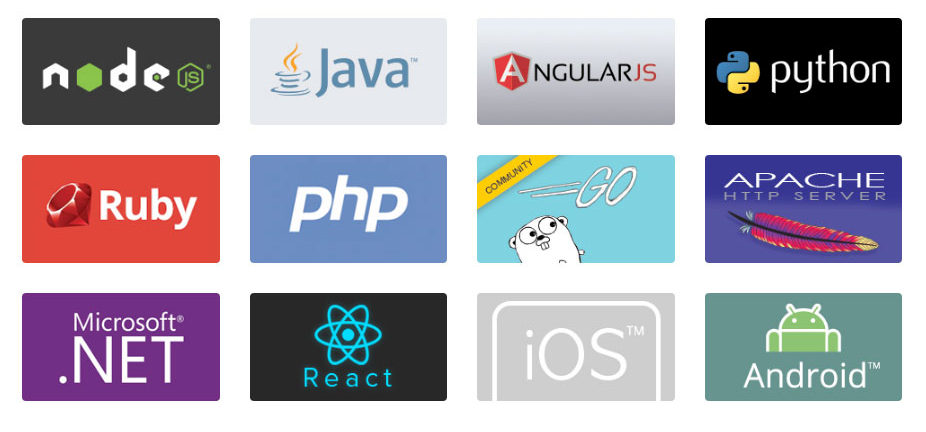 node JS®
Java™
ANGULARJS
python
Ruby
php
COMMUNITY
GO
APACHE
HTTP SERVER
Microsoft®
.NET
React
iOS™
Android™